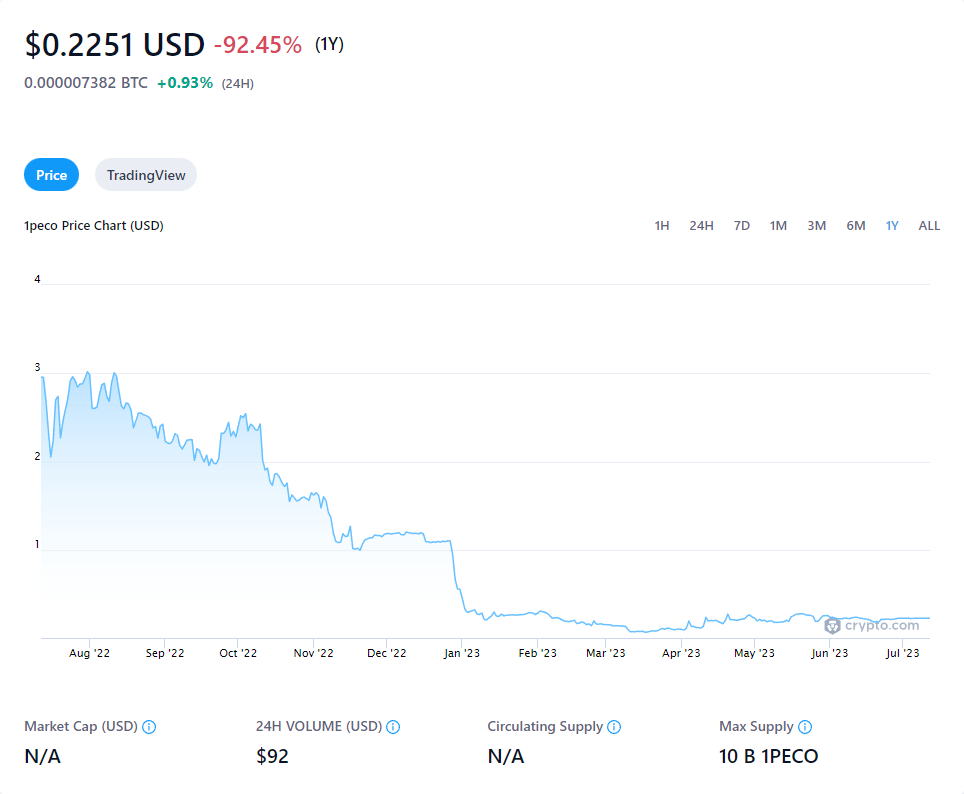 $0.2251 USD -92.45% (1Y)
0.000007382 BTC +0.93% (24H)
Price TradingView
1peco Price Chart (USD) 1H 24H 7D 1M 3M 6M 1Y ALL
4
3
2
1
crypto.com
Aug '22 Sep '22 Oct '22 Nov '22 Dec '22 Jan '23 Feb '23 Mar '23 Apr '23 May '23 Jun '23 Jul '23
Market Cap (USD) 24H VOLUME (USD) Circulating Supply Max Supply
N/A $92 N/A 10 B 1PECO